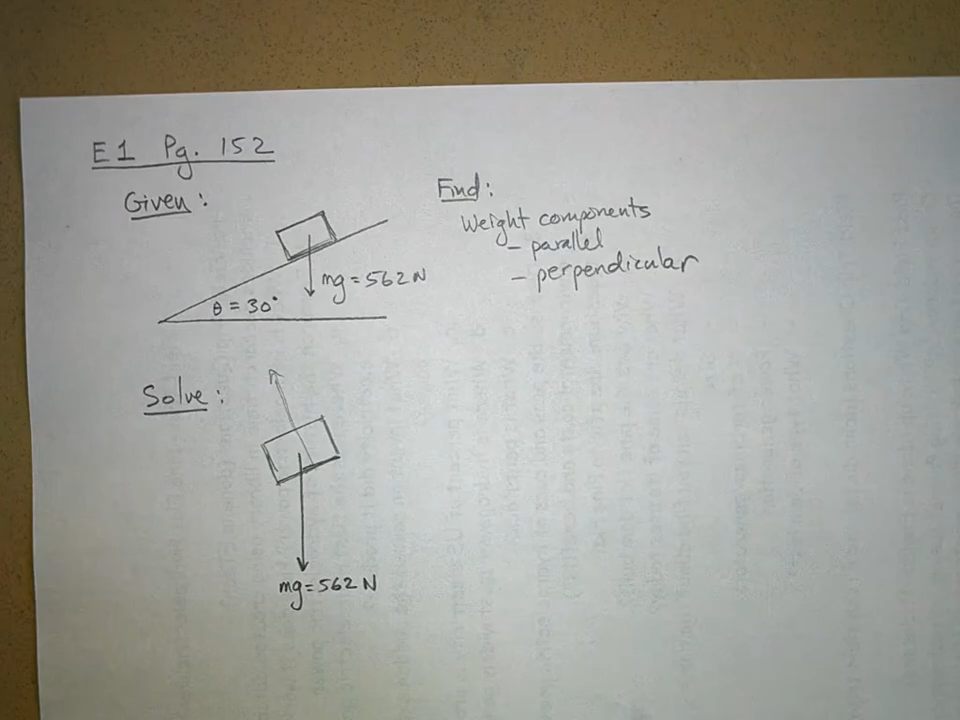 E1 Pg. 152
Given:
mg = 562 N
θ = 30°
Find:
Weight components
- parallel
- perpendicular
Solve:
mg = 562 N